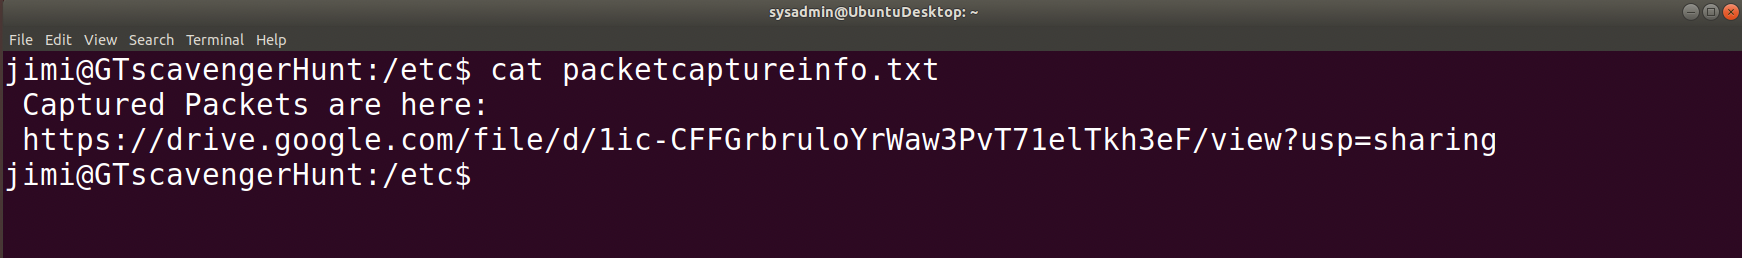 sysadmin@UbuntuDesktop: ~
File Edit View Search Terminal Help
jimi@GTscavengerHunt:/etc$ cat packetcaptureinfo.txt
Captured Packets are here:
https://drive.google.com/file/d/1ic-CFFGrbruloYrWaw3PvT71elTkh3eF/view?usp=sharing
jimi@GTscavengerHunt:/etc$